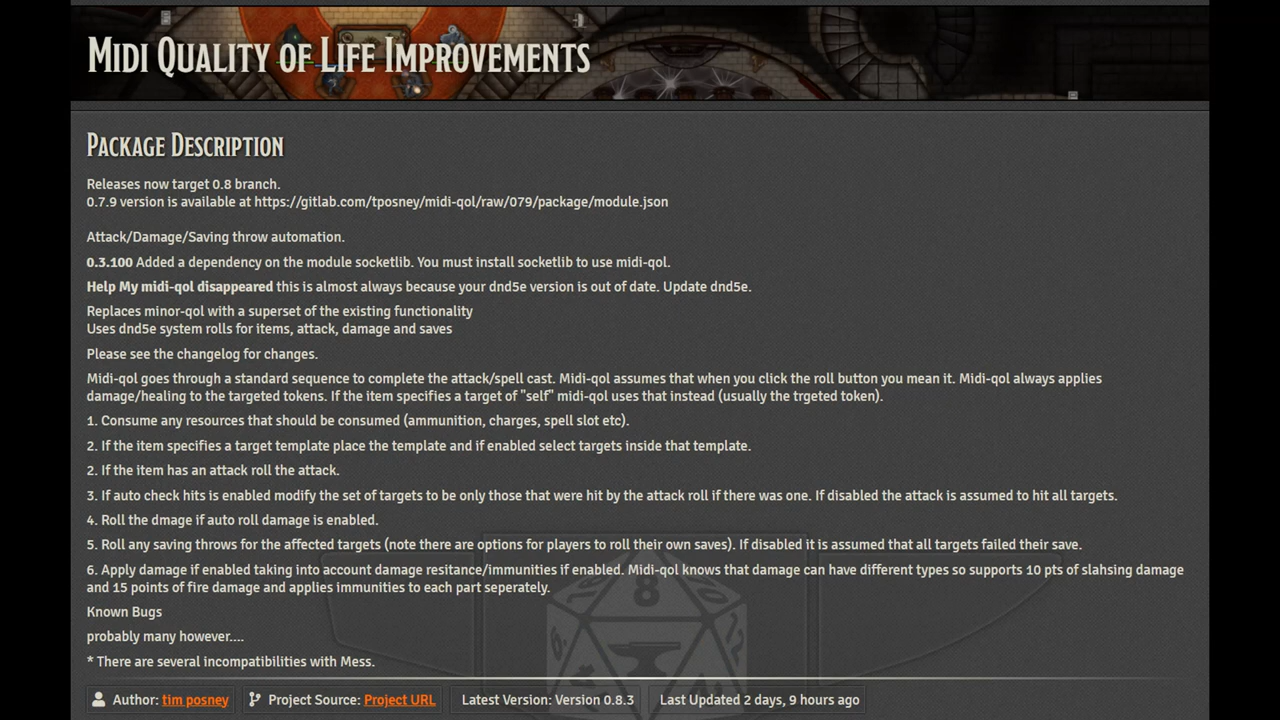 Midi Quality of Life Improvements
Package Description
Releases now target 0.8 branch.
0.7.9 version is available at https://gitlab.com/tposney/midi-qol/raw/079/package/module.json
Attack/Damage/Saving throw automation.
0.3.100 Added a dependency on the module socketlib. You must install socketlib to use midi-qol.
Help My midi-qol disappeared this is almost always because your dnd5e version is out of date. Update dnd5e.
Replaces minor-qol with a superset of the existing functionality
Uses dnd5e system rolls for items, attack, damage and saves
Please see the changelog for changes.
Midi-qol goes through a standard sequence to complete the attack/spell cast. Midi-qol assumes that when you click the roll button you mean it. Midi-qol always applies
damage/healing to the targeted tokens. If the item specifies a target of "self" midi-qol uses that instead (usually the trgeted token).
1. Consume any resources that should be consumed (ammunition, charges, spell slot etc).
2. If the item specifies a target template place the template and if enabled select targets inside that template.
2. If the item has an attack roll the attack.
3. If auto check hits is enabled modify the set of targets to be only those that were hit by the attack roll if there was one. If disabled the attack is assumed to hit all targets.
4. Roll the dmage if auto roll damage is enabled.
5. Roll any saving throws for the affected targets (note there are options for players to roll their own saves). If disabled it is assumed that all targets failed their save.
6. Apply damage if enabled taking into account damage resitance/immunities if enabled. Midi-qol knows that damage can have different types so supports 10 pts of slahsing damage
and 15 points of fire damage and applies immunities to each part seperately.
Known Bugs
probably many however....
* There are several incompatibilities with Mess.
Author: tim posney Project Source: Project URL Latest Version: Version 0.8.3 Last Updated 2 days, 9 hours ago